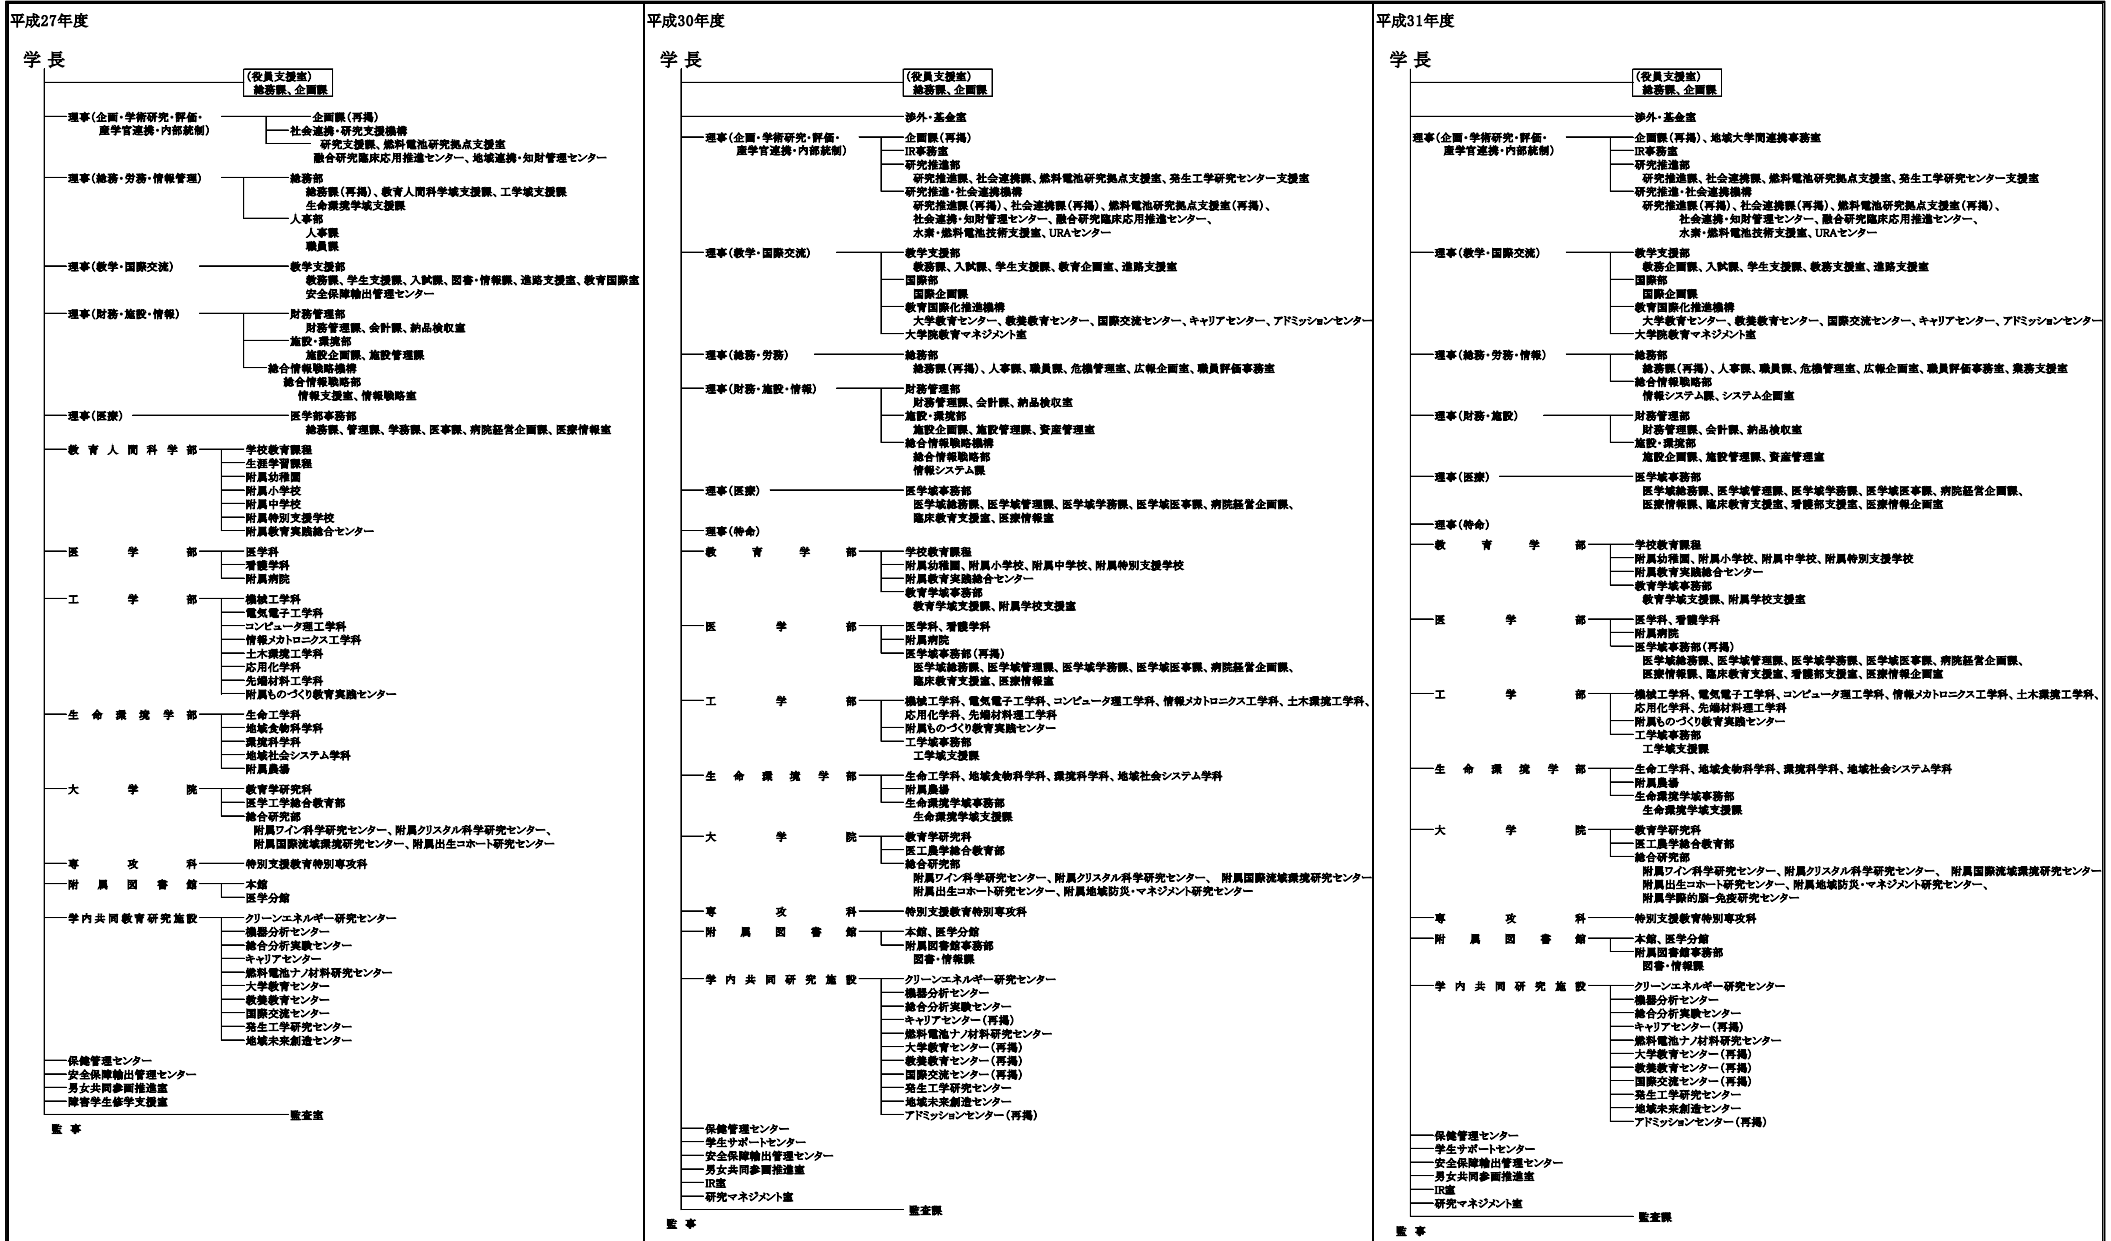 平成27年度
学 長
(役員支援室)
総務課、企画課
理事(企画・学術研究・評価・
産学官連携・内部統制)
企画課(再掲)
社会連携・研究支援機構
研究支援課、燃料電池研究拠点支援室
融合研究臨床応用推進センター、地域連携・知財管理センター
理事(総務・労務・情報管理)
総務部
総務課(再掲)、教育人間科学域支援課、工学域支援課
生命環境学域支援課
人事部
人事課
職員課
理事(教学・国際交流)
教学支援部
教務課、学生支援課、入試課、図書・情報課、進路支援室、教育国際室
安全保障輸出管理センター
理事(財務・施設・情報)
財務管理部
財務管理課、会計課、納品検収室
施設・環境部
施設企画課、施設管理課
総合情報戦略機構
総合情報戦略部
情報支援室、情報戦略室
理事(医療)
医学部事務部
総務課、管理課、学務課、医事課、病院経営企画課、医療情報室
教 育 人 間 科 学 部
学校教育課程
生涯学習課程
附属幼稚園
附属小学校
附属中学校
附属特別支援学校
附属教育実践総合センター
医 学 部
医学科
看護学科
附属病院
工 学 部
機械工学科
電気電子工学科
コンピュータ理工学科
情報メカトロニクス工学科
土木環境工学科
応用化学科
先端材料工学科
附属ものづくり教育実践センター
生 命 環 境 学 部
生命工学科
地域食物科学科
環境科学科
地域社会システム学科
附属農場
大 学 院
教育学研究科
医学工学総合教育部
総合研究部
附属ワイン科学研究センター、附属クリスタル科学研究センター、
附属国際流域環境研究センター、附属出生コホート研究センター
専 攻 科
特別支援教育特別専攻科
附 属 図 書 館
本館
医学分館
学内共同教育研究施設
クリーンエネルギー研究センター
機器分析センター
総合分析実験センター
キャリアセンター
燃料電池ナノ材料研究センター
大学教育センター
教養教育センター
国際交流センター
発生工学研究センター
地域未来創造センター
保健管理センター
安全保障輸出管理センター
男女共同参画推進室
障害学生修学支援室
監査室
監 事
平成30年度
学 長
(役員支援室)
総務課、企画課
渉外・基金室
理事(企画・学術研究・評価・
産学官連携・内部統制)
企画課(再掲)
IR事務室
研究推進部
研究推進課、社会連携課、燃料電池研究拠点支援室、発生工学研究センター支援室
研究推進・社会連携機構
研究推進課(再掲)、社会連携課(再掲)、燃料電池研究拠点支援室(再掲)、
社会連携・知財管理センター、融合研究臨床応用推進センター、
水素・燃料電池技術支援室、URAセンター
理事(教学・国際交流)
教学支援部
教務課、入試課、学生支援課、教育企画室、進路支援室
国際部
国際企画課
教育国際化推進機構
大学教育センター、教養教育センター、国際交流センター、キャリアセンター、アドミッションセンター
大学院教育マネジメント室
理事(総務・労務)
総務部
総務課(再掲)、人事課、職員課、危機管理室、広報企画室、職員評価事務室
理事(財務・施設・情報)
財務管理部
財務管理課、会計課、納品検収室
施設・環境部
施設企画課、施設管理課、資産管理室
総合情報戦略機構
総合情報戦略部
情報システム課
理事(医療)
医学域事務部
医学域総務課、医学域管理課、医学域学務課、医学域医事課、病院経営企画課、
臨床教育支援室、医療情報室
理事(特命)
教 育 学 部
学校教育課程
附属幼稚園、附属小学校、附属中学校、附属特別支援学校
附属教育実践総合センター
教育学域事務部
教育学域支援課、附属学校支援室
医 学 部
医学科、看護学科
附属病院
医学域事務部(再掲)
医学域総務課、医学域管理課、医学域学務課、医学域医事課、病院経営企画課、
臨床教育支援室、医療情報室
工 学 部
機械工学科、電気電子工学科、コンピュータ理工学科、情報メカトロニクス工学科、土木環境工学科、
応用化学科、先端材料理工学科
附属ものづくり教育実践センター
工学域事務部
工学域支援課
生 命 環 境 学 部
生命工学科、地域食物科学科、環境科学科、地域社会システム学科
附属農場
生命環境学域事務部
生命環境学域支援課
大 学 院
教育学研究科
医工農学総合教育部
総合研究部
附属ワイン科学研究センター、附属クリスタル科学研究センター、 附属国際流域環境研究センター
附属出生コホート研究センター、附属地域防災・マネジメント研究センター
専 攻 科
特別支援教育特別専攻科
附 属 図 書 館
本館、医学分館
附属図書館事務部
図書・情報課
学 内 共 同 研 究 施 設
クリーンエネルギー研究センター
機器分析センター
総合分析実験センター
キャリアセンター(再掲)
燃料電池ナノ材料研究センター
大学教育センター(再掲)
教養教育センター(再掲)
国際交流センター(再掲)
発生工学研究センター
地域未来創造センター
アドミッションセンター(再掲)
保健管理センター
学生サポートセンター
安全保障輸出管理センター
男女共同参画推進室
IR室
研究マネジメント室
監査課
監 事
平成31年度
学 長
(役員支援室)
総務課、企画課
渉外・基金室
理事(企画・学術研究・評価・
産学官連携・内部統制)
企画課(再掲)、地域大学間連携事務室
IR事務室
研究推進部
研究推進課、社会連携課、燃料電池研究拠点支援室、発生工学研究センター支援室
研究推進・社会連携機構
研究推進課(再掲)、社会連携課(再掲)、燃料電池研究拠点支援室(再掲)、
社会連携・知財管理センター、融合研究臨床応用推進センター、
水素・燃料電池技術支援室、URAセンター
理事(教学・国際交流)
教学支援部
教務企画課、入試課、学生支援課、教務支援室、進路支援室
国際部
国際企画課
教育国際化推進機構
大学教育センター、教養教育センター、国際交流センター、キャリアセンター、アドミッションセンター
大学院教育マネジメント室
理事(総務・労務・情報)
総務部
総務課(再掲)、人事課、職員課、危機管理室、広報企画室、職員評価事務室、業務支援室
総合情報戦略部
情報システム課、システム企画室
理事(財務・施設)
財務管理部
財務管理課、会計課、納品検収室
施設・環境部
施設企画課、施設管理課、資産管理室
理事(医療)
医学域事務部
医学域総務課、医学域管理課、医学域学務課、医学域医事課、病院経営企画課、
医療情報課、臨床教育支援室、看護部支援室、医療情報企画室
理事(特命)
教 育 学 部
学校教育課程
附属幼稚園、附属小学校、附属中学校、附属特別支援学校
附属教育実践総合センター
教育学域事務部
教育学域支援課、附属学校支援室
医 学 部
医学科、看護学科
附属病院
医学域事務部(再掲)
医学域総務課、医学域管理課、医学域学務課、医学域医事課、病院経営企画課、
医療情報課、臨床教育支援室、看護部支援室、医療情報企画室
工 学 部
機械工学科、電気電子工学科、コンピュータ理工学科、情報メカトロニクス工学科、土木環境工学科、
応用化学科、先端材料理工学科
附属ものづくり教育実践センター
工学域事務部
工学域支援課
生 命 環 境 学 部
生命工学科、地域食物科学科、環境科学科、地域社会システム学科
附属農場
生命環境学域事務部
生命環境学域支援課
大 学 院
教育学研究科
医工農学総合教育部
総合研究部
附属ワイン科学研究センター、附属クリスタル科学研究センター、 附属国際流域環境研究センター
附属出生コホート研究センター、附属地域防災・マネジメント研究センター、
附属学際的脳-免疫研究センター
専 攻 科
特別支援教育特別専攻科
附 属 図 書 館
本館、医学分館
附属図書館事務部
図書・情報課
学 内 共 同 研 究 施 設
クリーンエネルギー研究センター
機器分析センター
総合分析実験センター
キャリアセンター(再掲)
燃料電池ナノ材料研究センター
大学教育センター(再掲)
教養教育センター(再掲)
国際交流センター(再掲)
発生工学研究センター
地域未来創造センター
アドミッションセンター(再掲)
保健管理センター
学生サポートセンター
安全保障輸出管理センター
男女共同参画推進室
IR室
研究マネジメント室
監査課
監 事